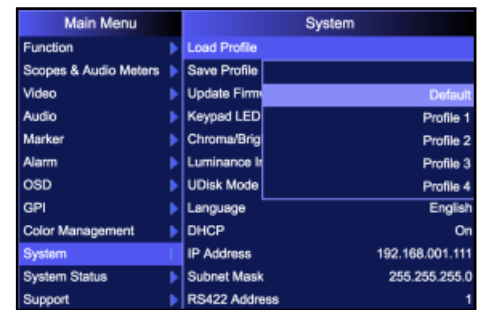 Main Menu
System
Function
Load Profile
Scopes & Audio Meters
Save Profile
Video
Update
Default
Audio
Keypad LED
Profile 1
Marker
Profile 2
Alarm
Luminance
Profile 3
OSD
UDisk Mode
Profile 4
GPI
Language
English
Color Management
DHCP
On
System
IP Address
192.168.001.111
System Status
Subnet Mask
255.255.255.0
Support
RS422 Address
1